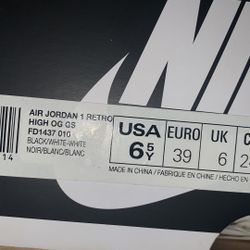 AIR JORDAN 1 RETRO
HIGH OG GS
FD1437 010
BLACK/WHITE-WHITE
NOIR/BLANC/BLANC
14
USA EURO UK
6.5Y 39 6
MADE IN CHINA / FABRIQUÉ EN CHINE / HECHO EN